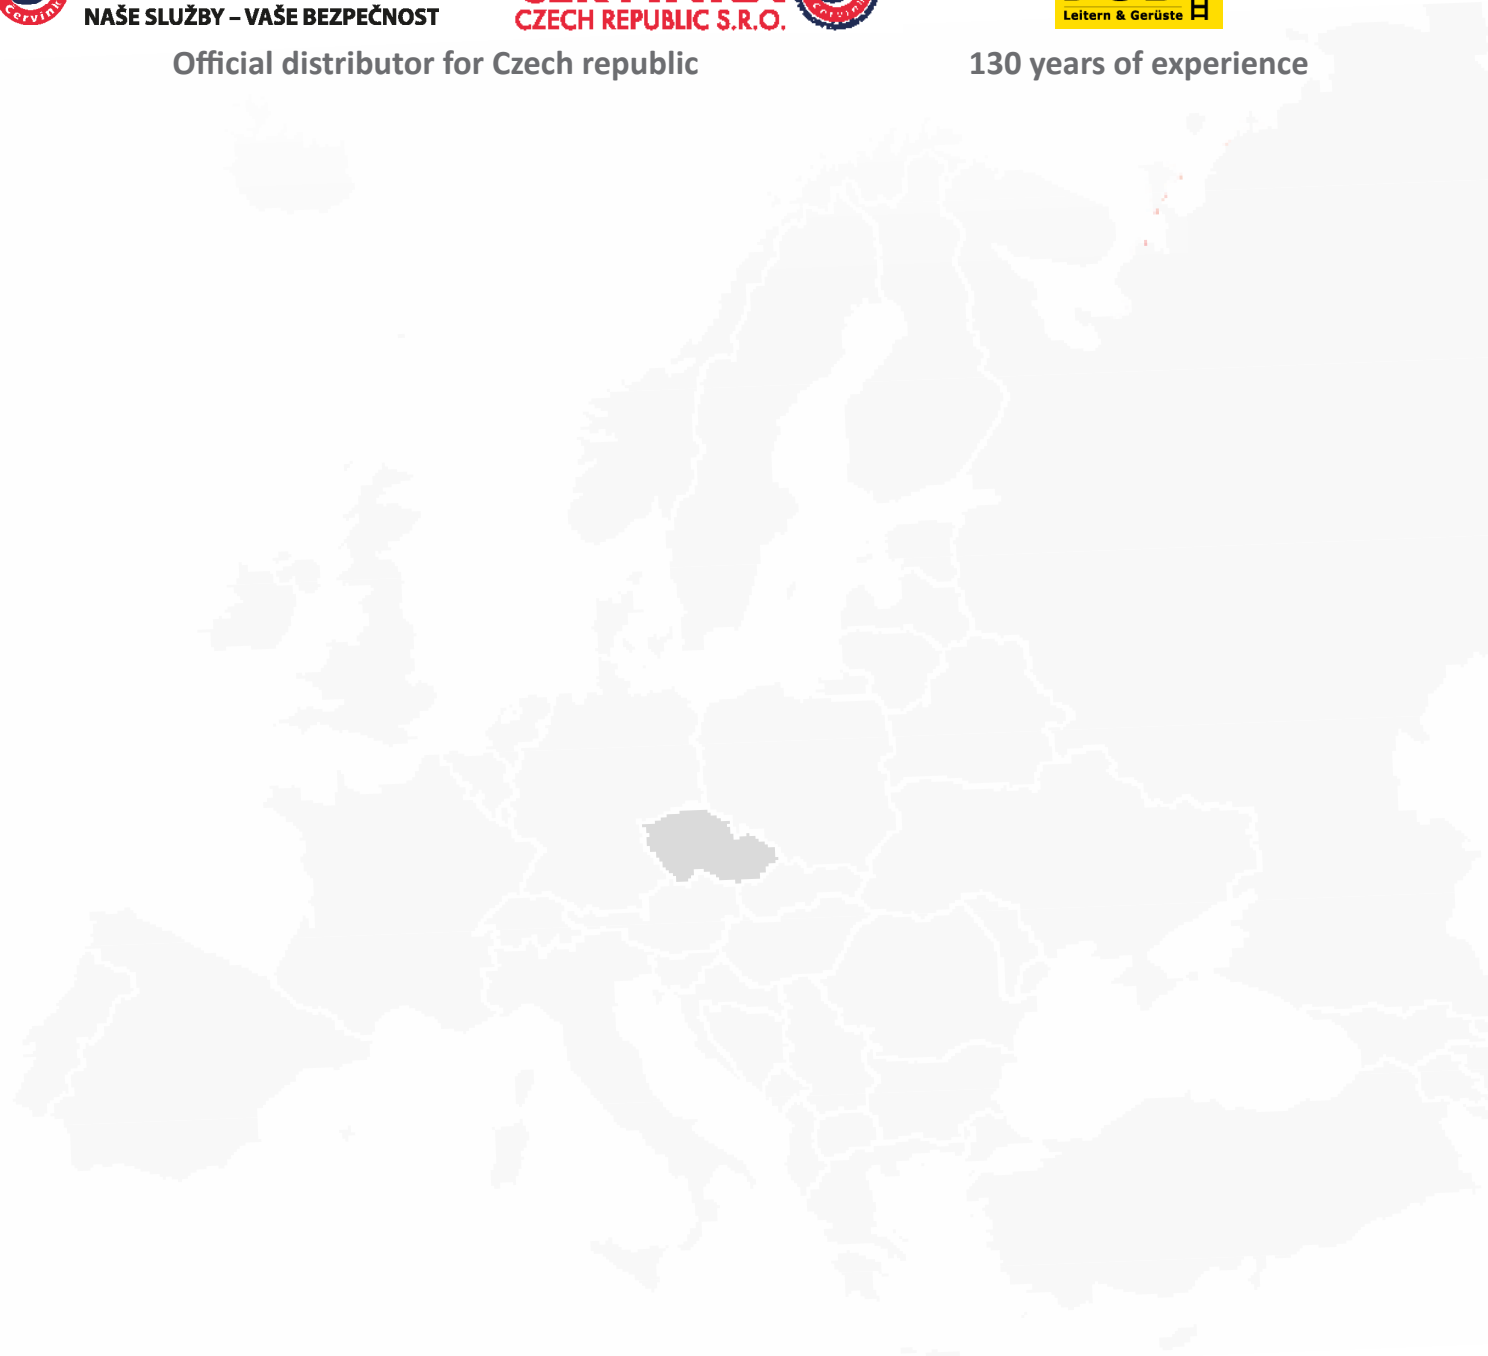 NAŠE SLUŽBY – VAŠE BEZPEČNOST
CZECH REPUBLIC S.R.O.
Leitern & Gerüste
Official distributor for Czech republic
130 years of experience